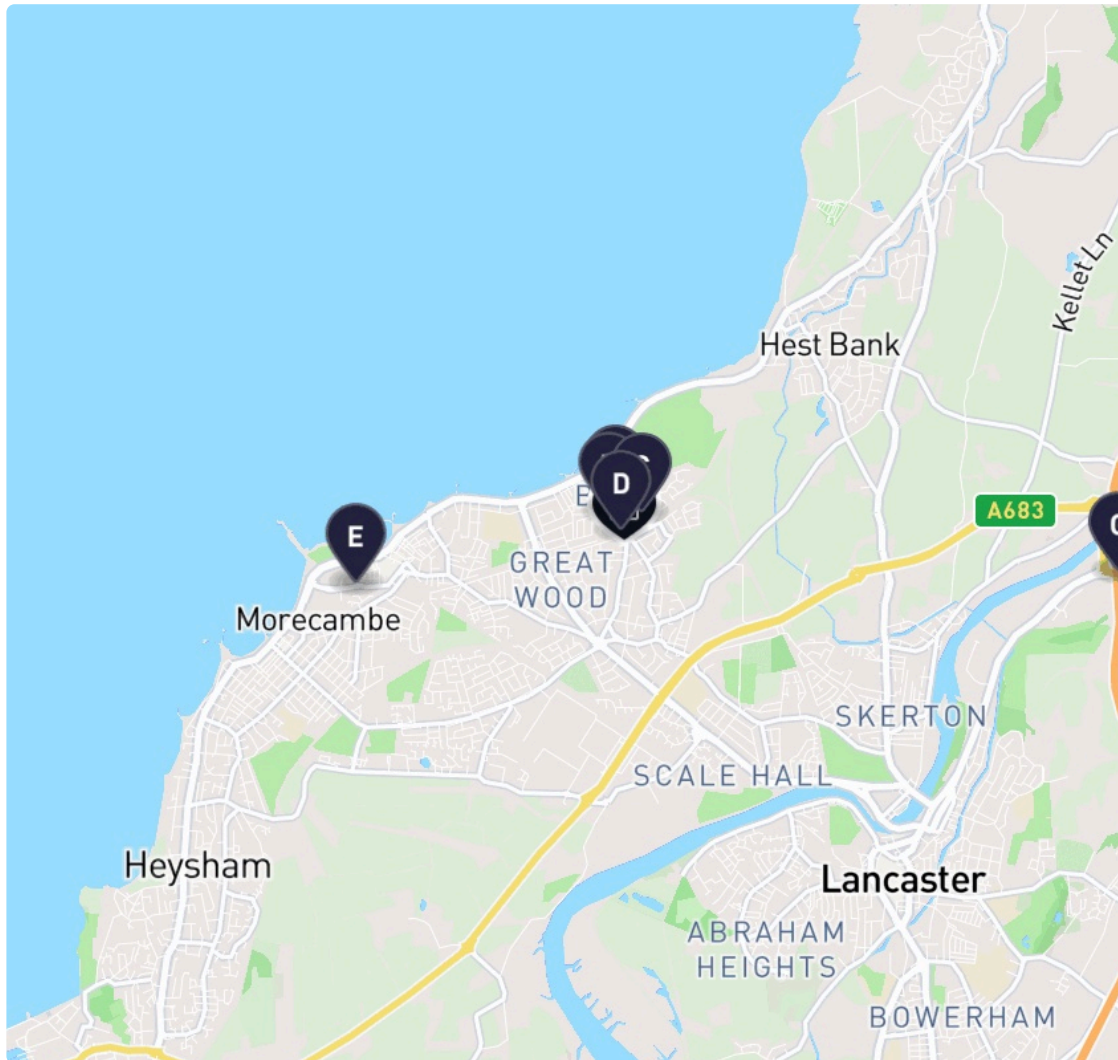 Kellet Ln
Hest Bank
D
A683
E
GREAT
WOOD
Morecambe
SKERTON
SCALE HALL
Heysham
Lancaster
ABRAHAM
HEIGHTS
BOWERHAM